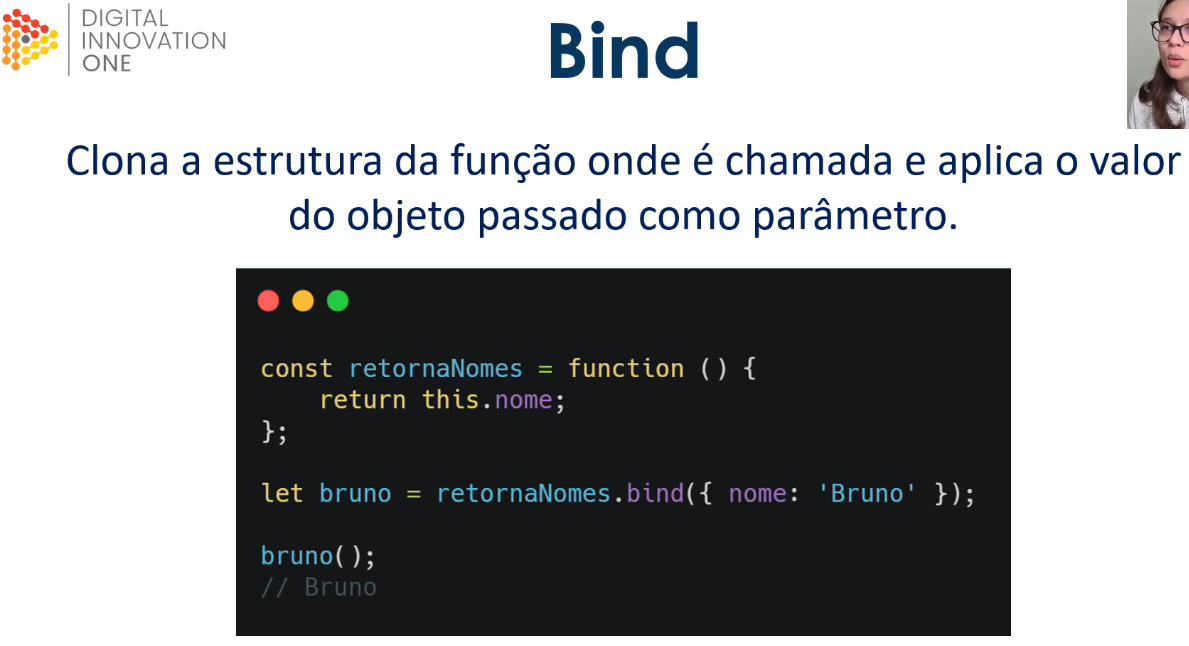 DIGITAL
INNOVATION
ONE
Bind
Clona a estrutura da função onde é chamada e aplica o valor
do objeto passado como parâmetro.
const retornaNomes = function () {
    return this.nome;
};
let bruno = retornaNomes.bind({ nome: 'Bruno' });
bruno();
// Bruno